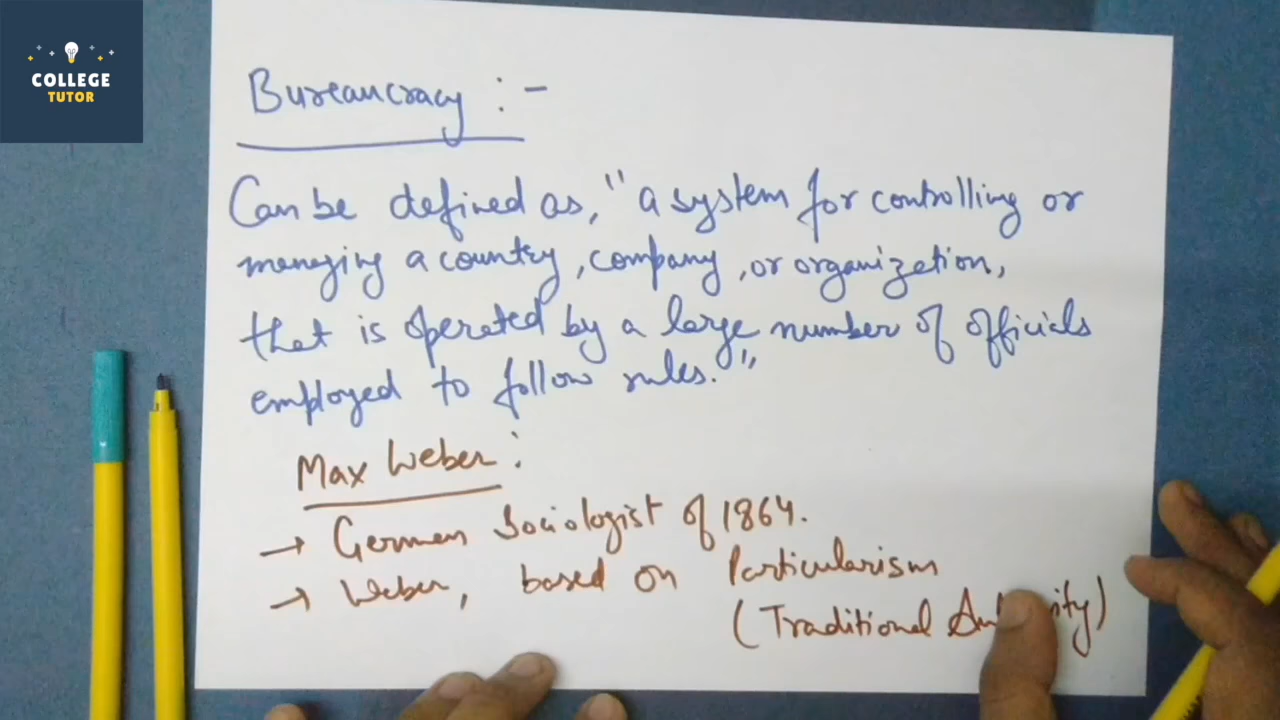 COLLEGE
TUTOR
Bureaucracy :-
Can be defined as, "a system for controlling or
managing a country, company, or organization,
that is operated by a large number of officials
employed to follow rules."
Max Weber :
→ German Sociologist of 1864.
→ Weber, based on Particularism
(Traditional